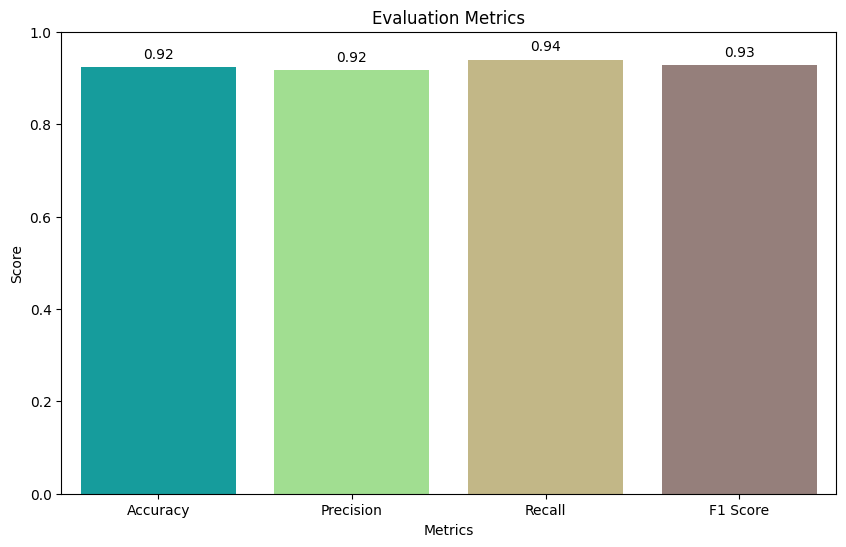 Evaluation Metrics
1.0
0.8
0.6
0.4
0.2
0.0
Score
0.92
0.92
0.94
0.93
Accuracy
Precision
Recall
F1 Score
Metrics